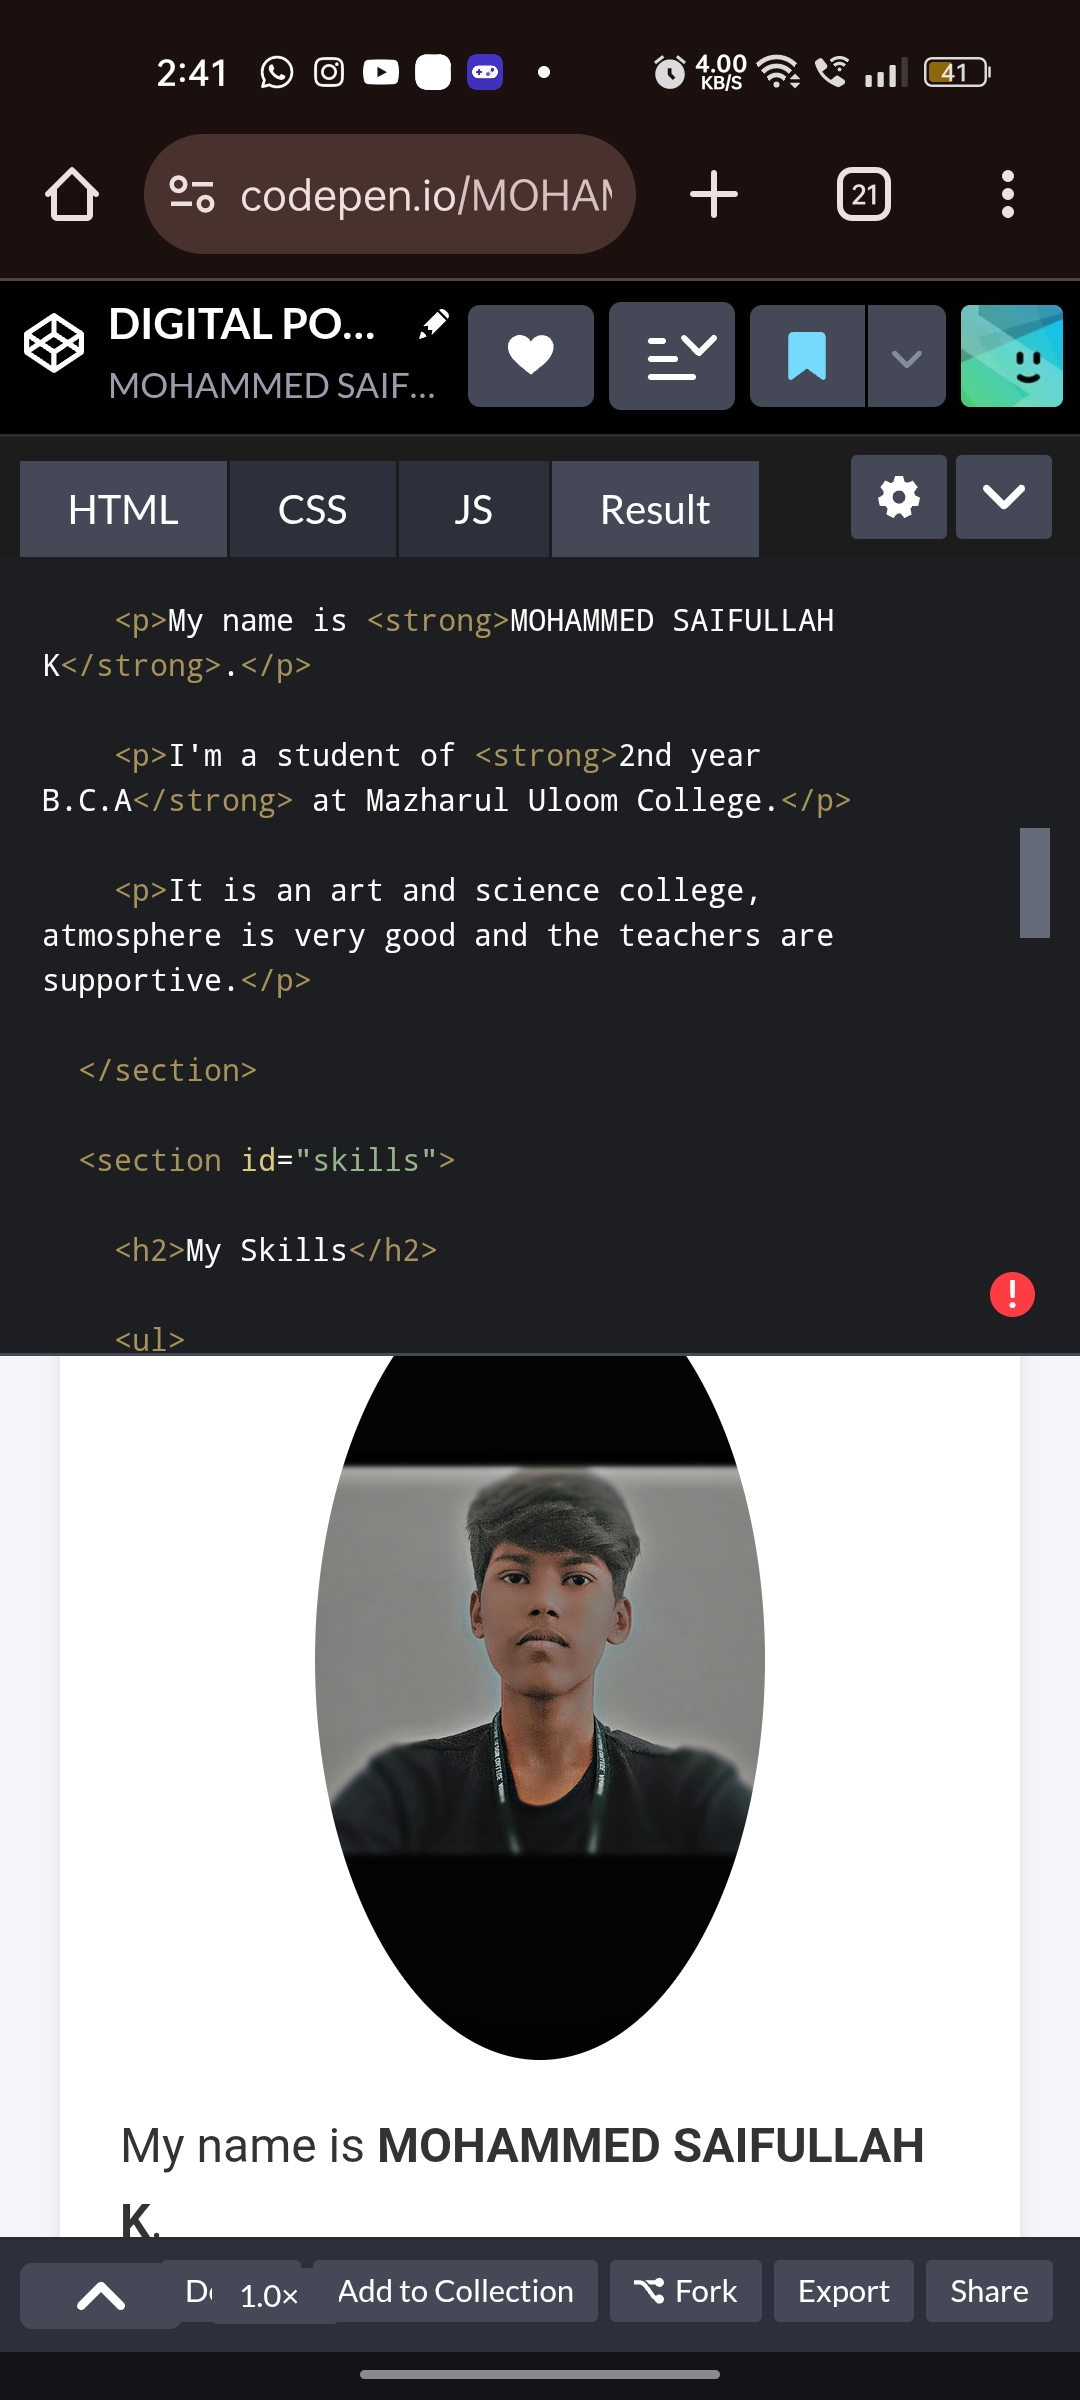 2:41
4.00
KB/S
41
codepen.io/MOHAM
21
DIGITAL PO...
MOHAMMED SAIF...
HTML CSS JS Result
<p>My name is <strong>MOHAMMED SAIFULLAH
K</strong>.</p>
<p>I'm a student of <strong>2nd year
B.C.A</strong> at Mazharul Uloom College.</p>
<p>It is an art and science college,
atmosphere is very good and the teachers are
supportive.</p>
</section>
<section id="skills">
<h2>My Skills</h2>
<ul>
My name is MOHAMMED SAIFULLAH
K.
1.0× Add to Collection Fork Export Share